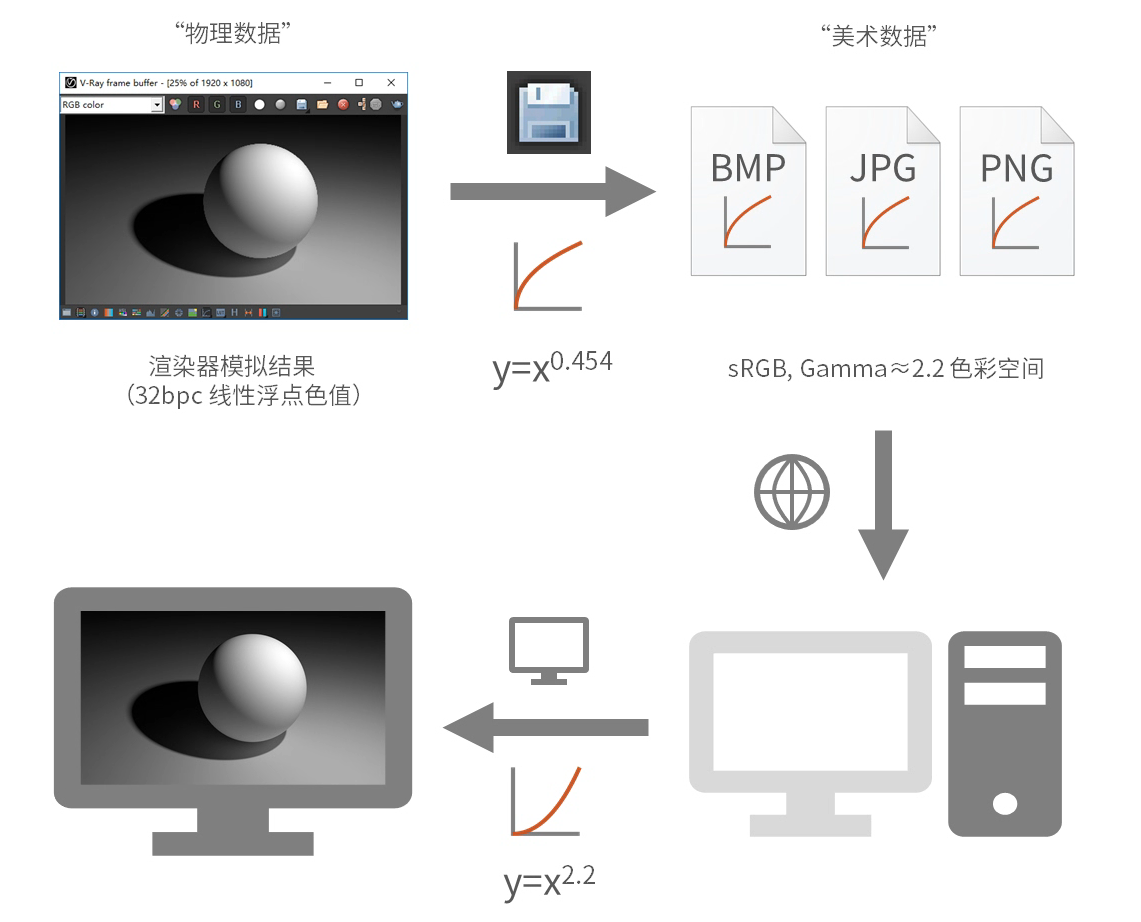 “物理数据”
“美术数据”
V-Ray frame buffer - [25% of 1920 x 1080]
RGB color
R
G
B
BMP
JPG
PNG
渲染器模拟结果
（32bpc 线性浮点色值）
y=x^0.454
sRGB, Gamma≈2.2 色彩空间
y=x^2.2